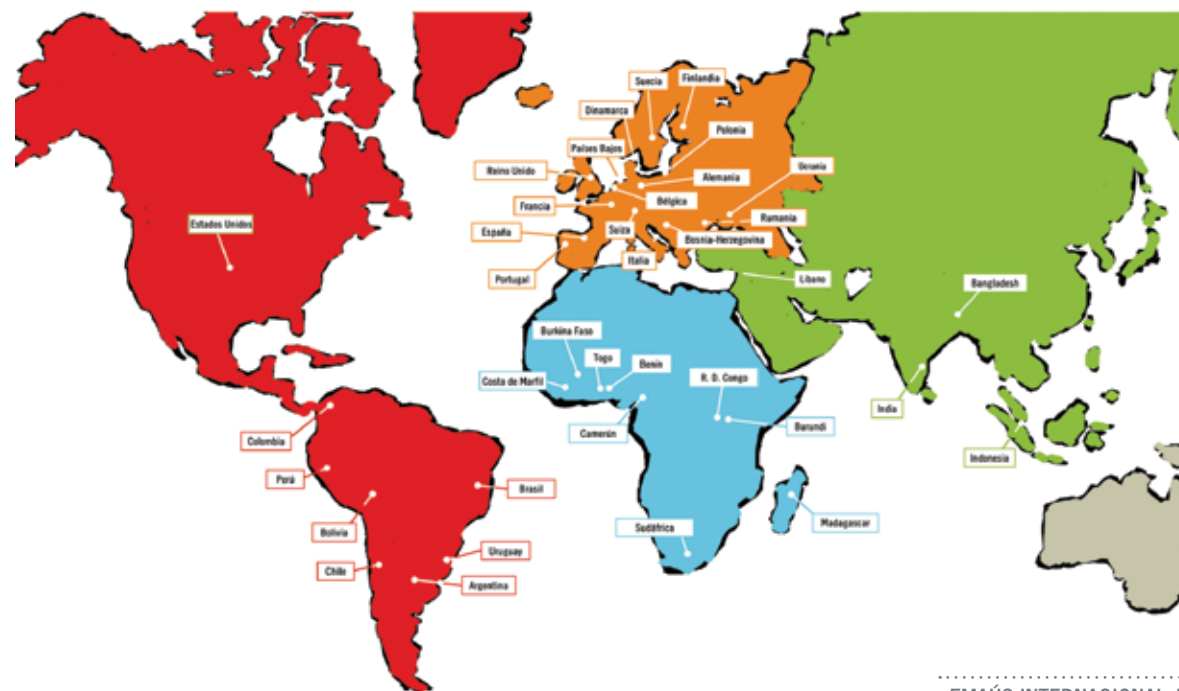 Suecia
Finlandia
Dinamarca
Polonia
Países Bajos
Reino Unido
Alemania
Ucrania
Bélgica
Francia
Rumania
Estados Unidos
España
Suiza
Bosnia-Herzegovina
Italia
Portugal
Líbano
Bangladesh
Burkina Faso
Togo
Benín
Costa de Marfil
R. D. Congo
India
Camerún
Barundi
Colombia
Indonesia
Perú
Brasil
Bolivia
Sudáfrica
Madagascar
Uruguay
Chile
Argentina
EMAÚS INTERNACIONAL